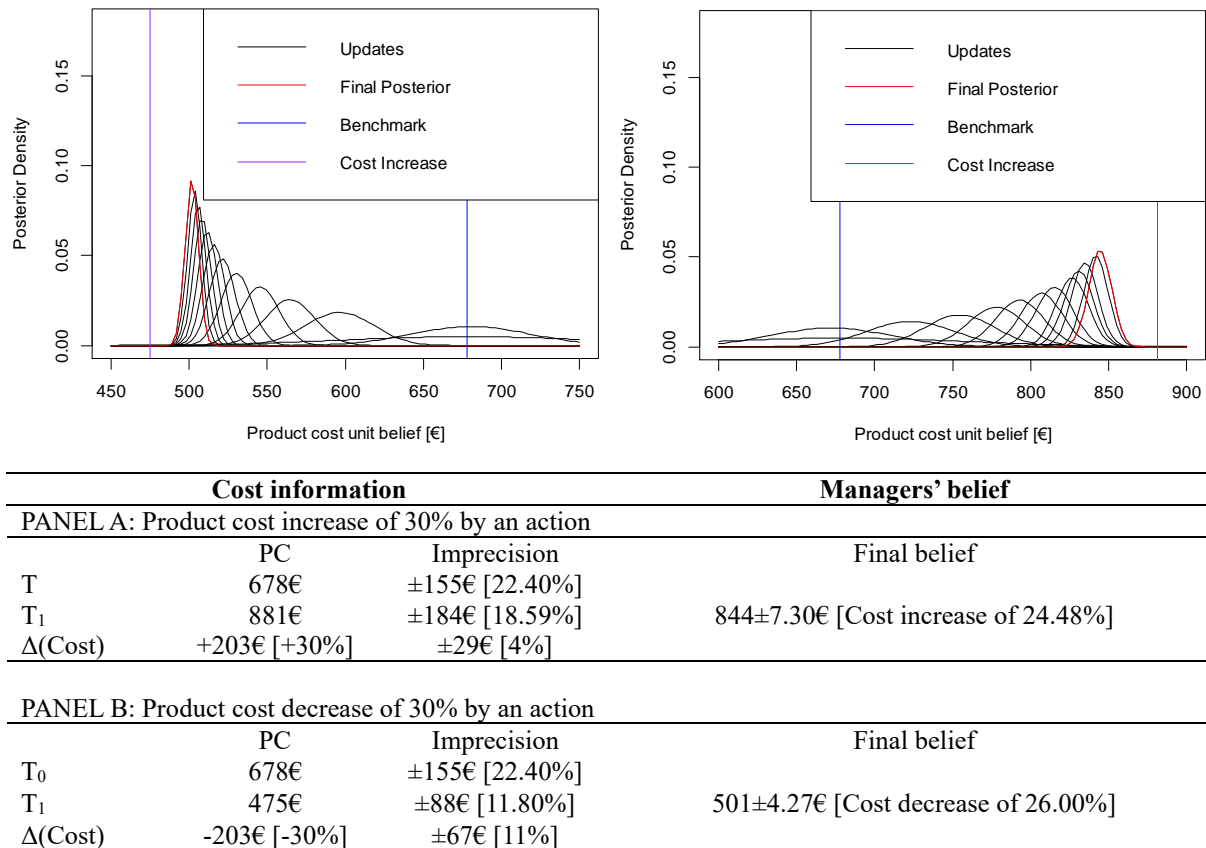 Updates
Final Posterior
Benchmark
Cost Increase
Posterior Density
0.00 0.05 0.10 0.15
450 500 550 600 650 700 750
Product cost unit belief [€]
Updates
Final Posterior
Benchmark
Cost Increase
Posterior Density
0.00 0.05 0.10 0.15
600 650 700 750 800 850 900
Product cost unit belief [€]
Cost information Managers’ belief
PANEL A: Product cost increase of 30% by an action
PC Imprecision Final belief
T 678€ ±155€ [22.40%]
T₁ 881€ ±184€ [18.59%] 844±7.30€ [Cost increase of 24.48%]
Δ(Cost) +203€ [+30%] ±29€ [4%]
PANEL B: Product cost decrease of 30% by an action
PC Imprecision Final belief
T₀ 678€ ±155€ [22.40%]
T₁ 475€ ±88€ [11.80%] 501±4.27€ [Cost decrease of 26.00%]
Δ(Cost) -203€ [-30%] ±67€ [11%]